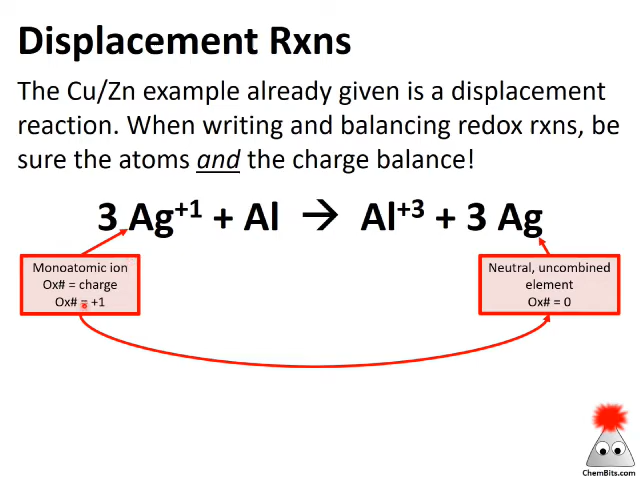 Displacement Rxns
The Cu/Zn example already given is a displacement
reaction. When writing and balancing redox rxns, be
sure the atoms and the charge balance!
3 Ag⁺¹ + Al → Al⁺³ + 3 Ag
Monoatomic ion
Ox# = charge
Ox# = +1
Neutral, uncombined
element
Ox# = 0
ChemBits.com